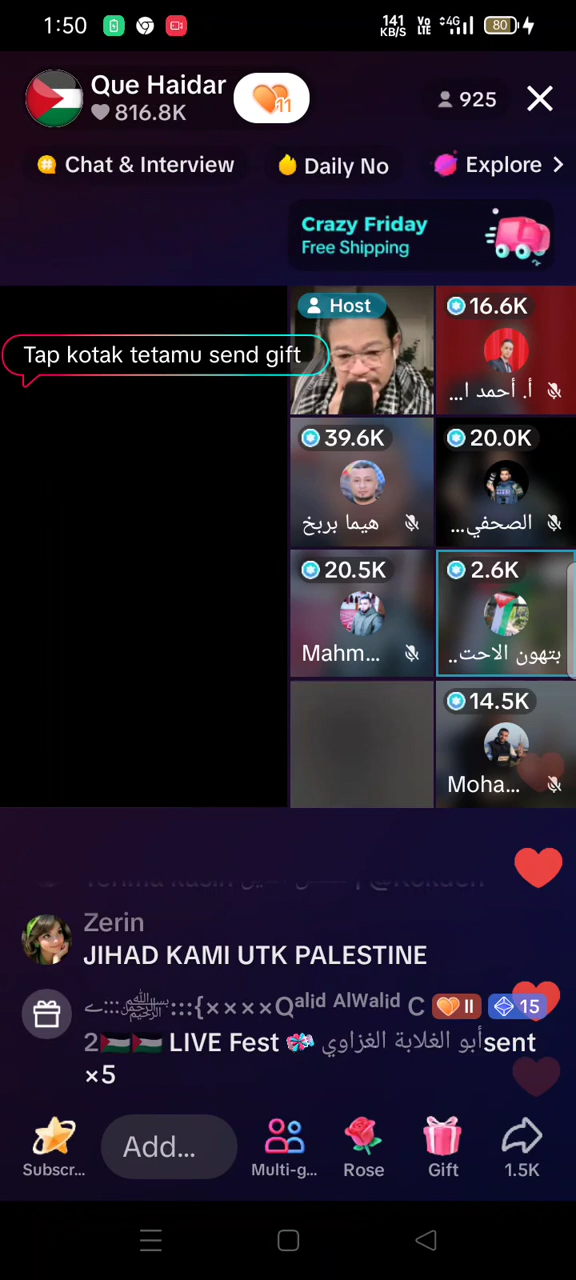 1:50
141
KB/S
Vo
LTE
4G
80
Que Haidar
11
816.8K
925
Chat & Interview
Daily No
Explore
Crazy Friday
Free Shipping
Host
16.6K
Tap kotak tetamu send gift
أ. أحمد ا...
39.6K
20.0K
هيما بربخ
الصحفي...
20.5K
2.6K
Mahm...
بتهون الاحت..
14.5K
Moha...
Zerin
JIHAD KAMI UTK PALESTINE
﷽:::{××××Qᵃˡⁱᵈ ᴬˡᵂᵃˡⁱᵈ C II 15
2🇵🇸🇵🇸 LIVE Fest أبو الغلابة الغزاوي sent
×5
Subscr...
Add...
Multi-g...
Rose
Gift
1.5K